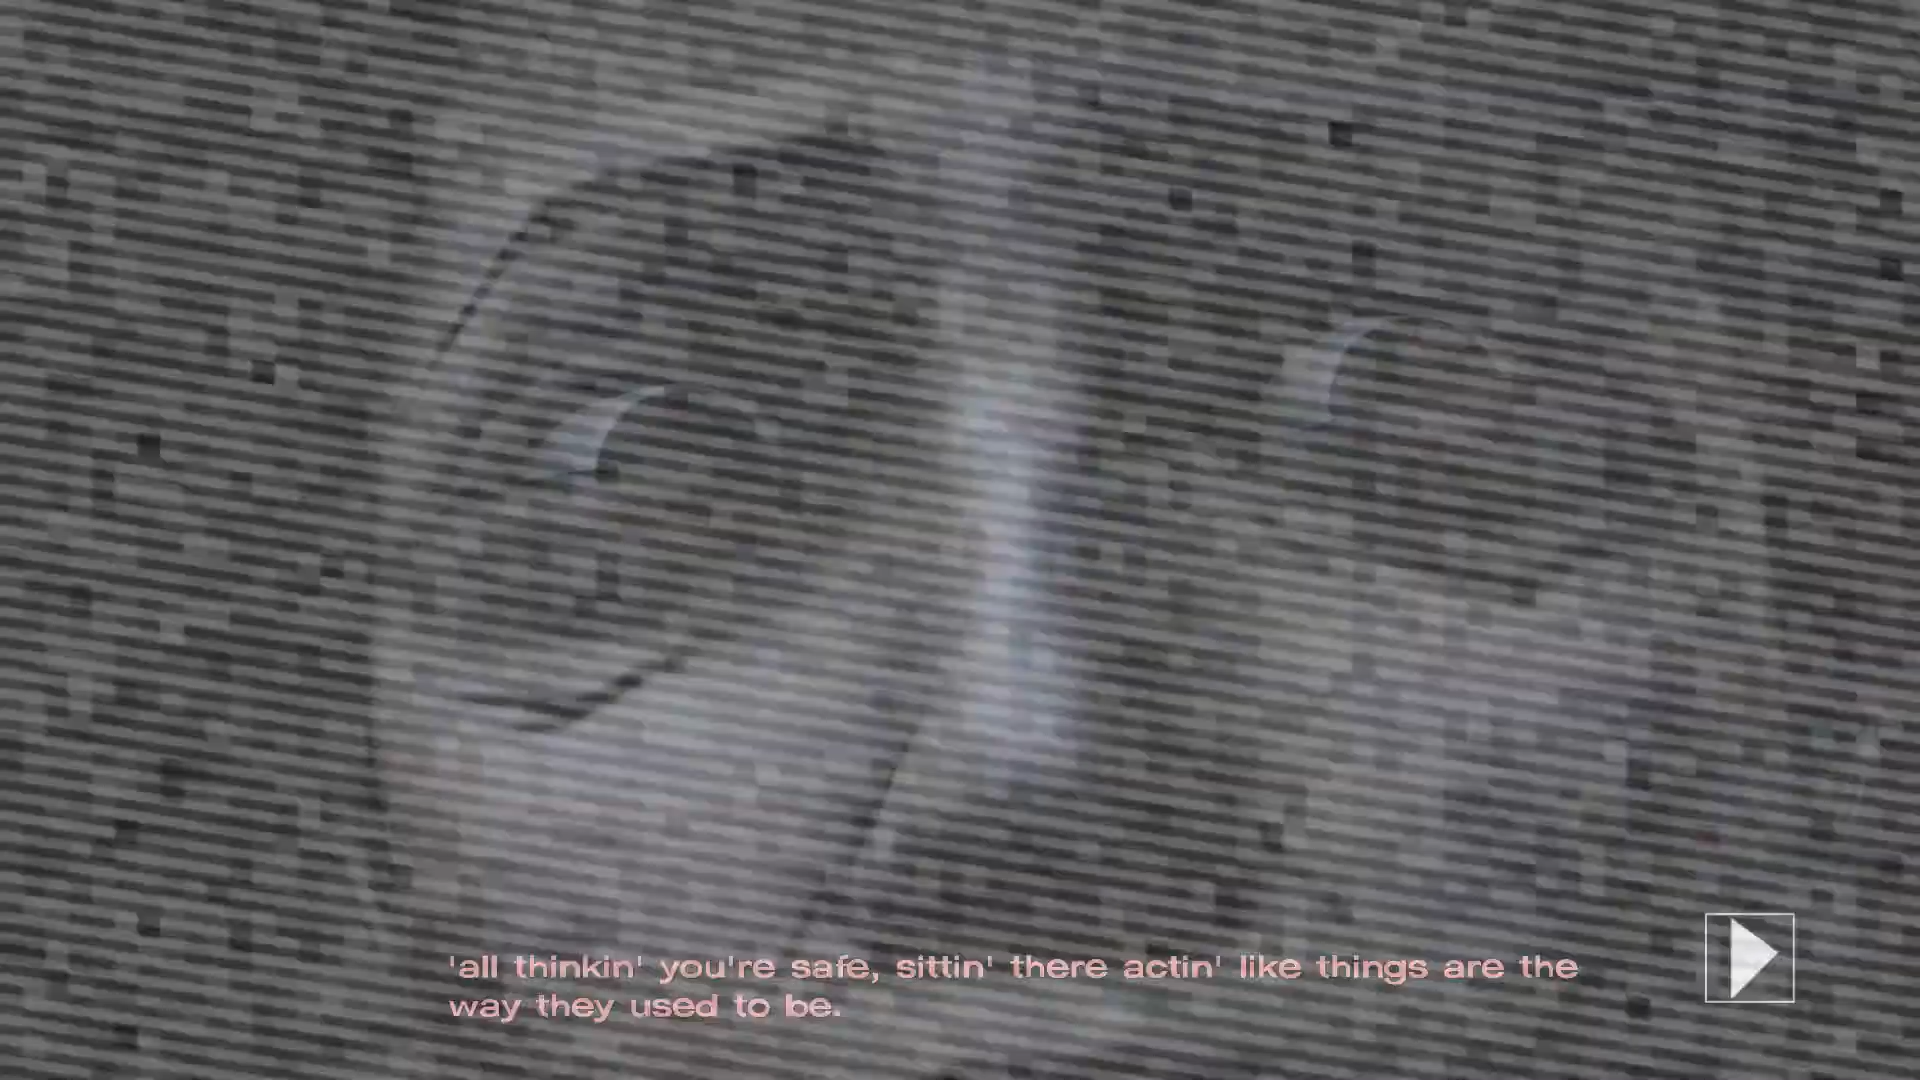 'all thinkin' you're safe, sittin' there actin' like things are the
way they used to be.